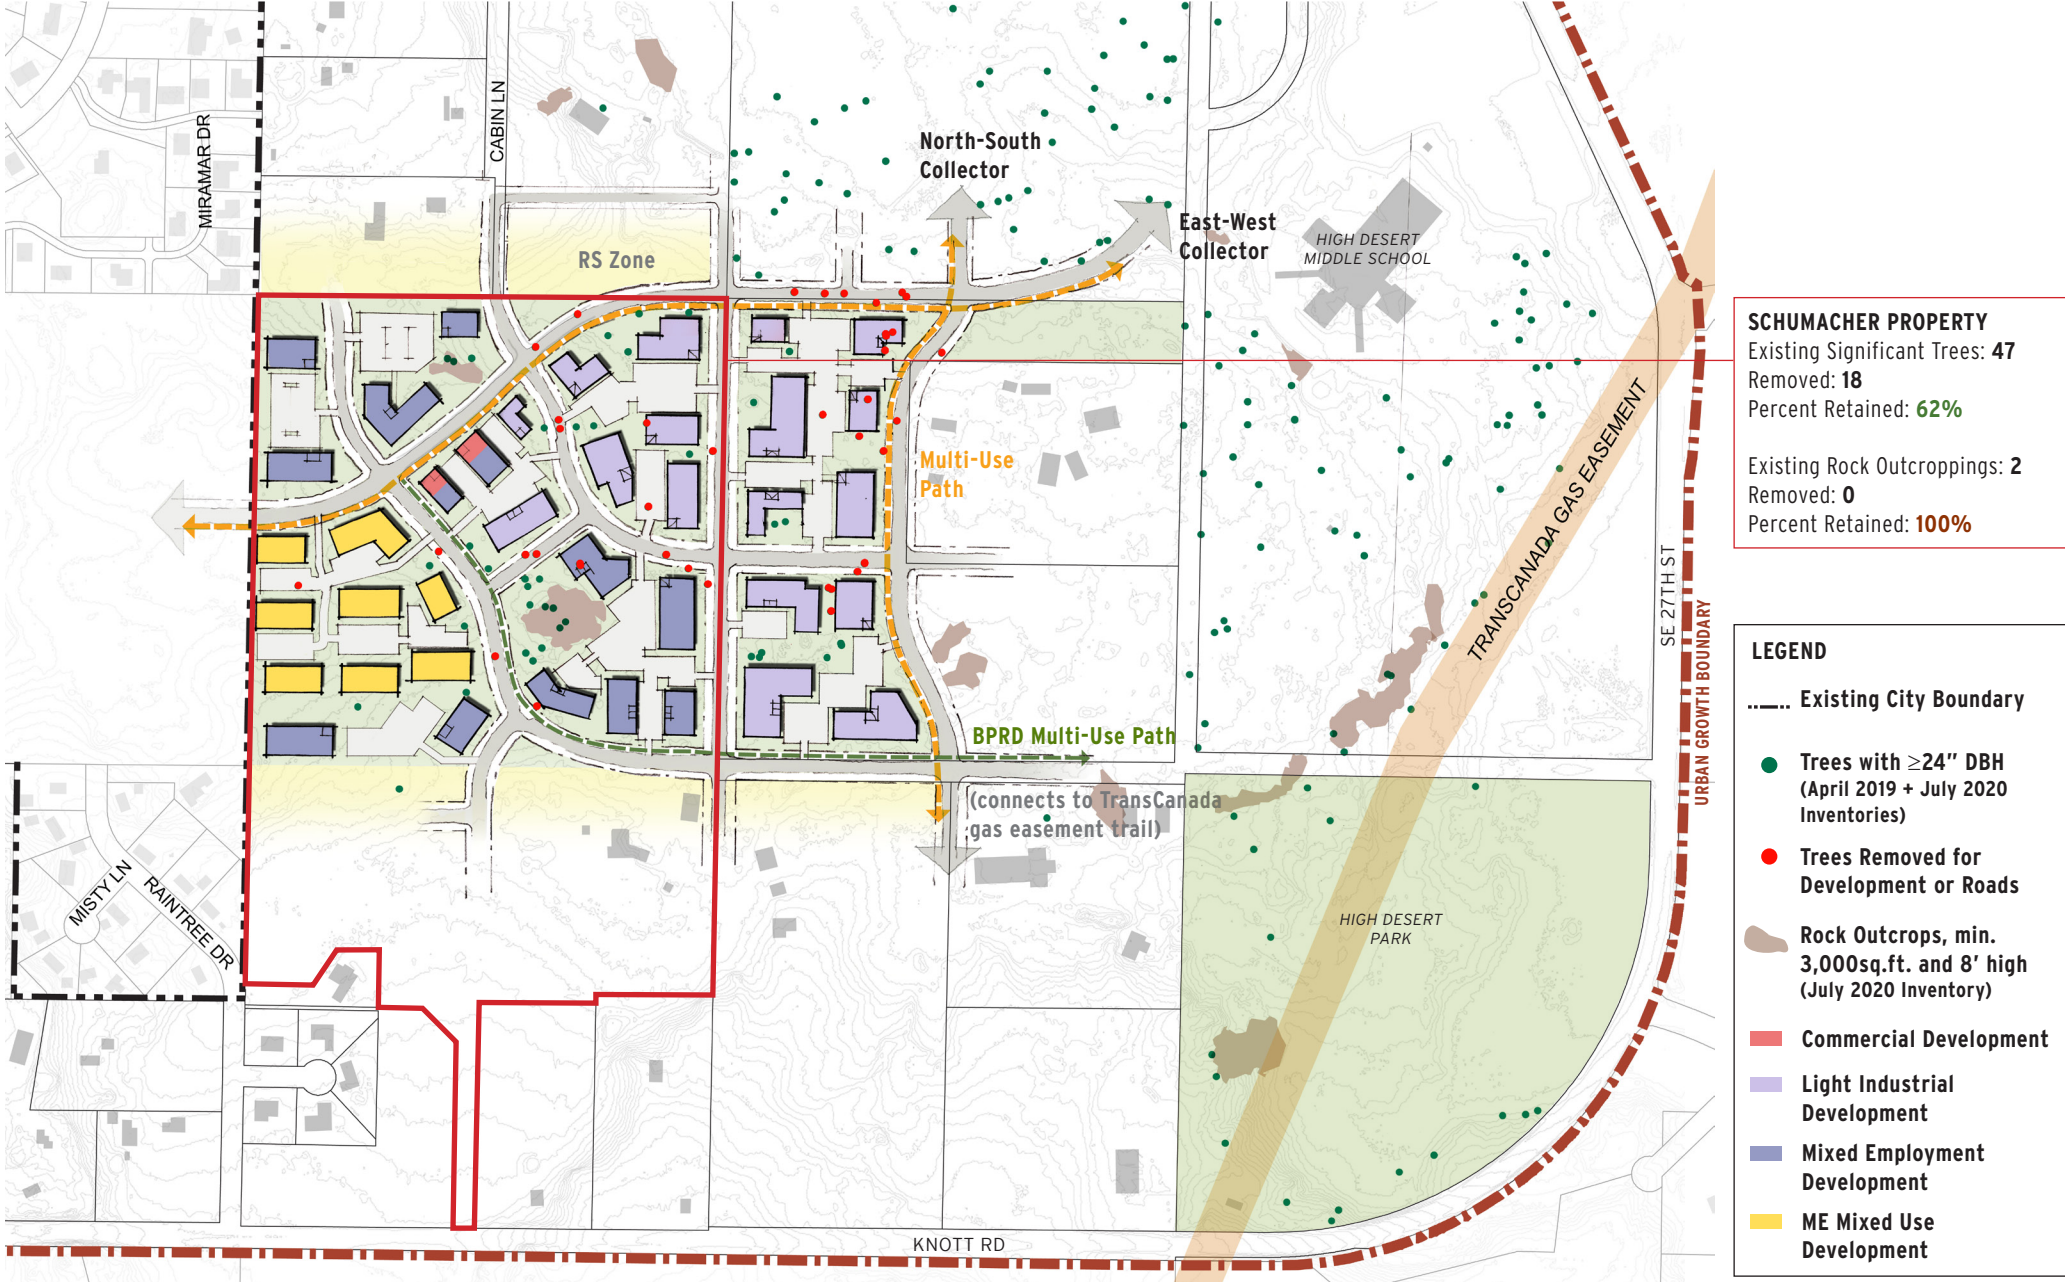 MIRAMAR DR
CABIN LN
North-South
Collector
East-West
Collector
RS Zone
HIGH DESERT
MIDDLE SCHOOL
Multi-Use
Path
TRANSCANADA GAS EASEMENT
SE 27TH ST
URBAN GROWTH BOUNDARY
BPRD Multi-Use Path
(connects to TransCanada
gas easement trail)
MISTY LN
RAINTREE DR
HIGH DESERT
PARK
KNOTT RD
SCHUMACHER PROPERTY
Existing Significant Trees: 47
Removed: 18
Percent Retained: 62%
Existing Rock Outcroppings: 2
Removed: 0
Percent Retained: 100%
LEGEND
Existing City Boundary
Trees with ≥24" DBH
(April 2019 + July 2020
Inventories)
Trees Removed for
Development or Roads
Rock Outcrops, min.
3,000sq.ft. and 8' high
(July 2020 Inventory)
Commercial Development
Light Industrial
Development
Mixed Employment
Development
ME Mixed Use
Development